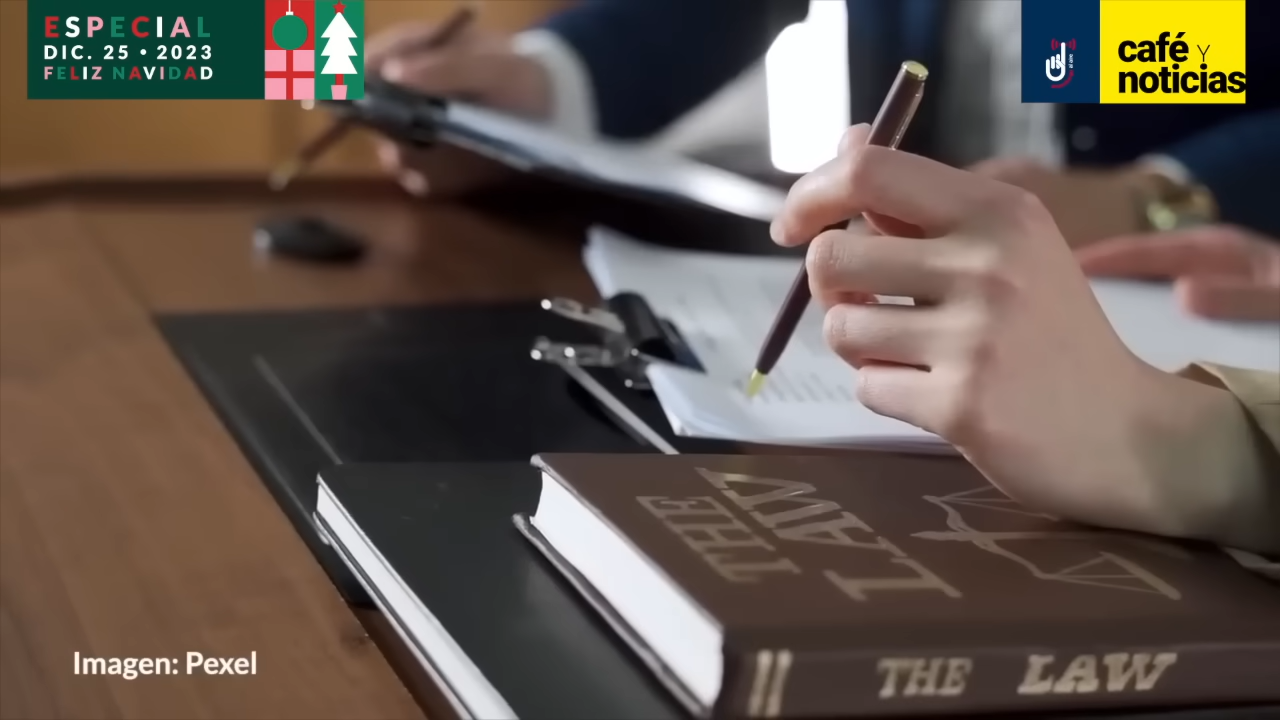 ESPECIAL
DIC. 25 • 2023
FELIZ NAVIDAD
café Y
noticias
THE
LAW
THE LAW
Imagen: Pexel